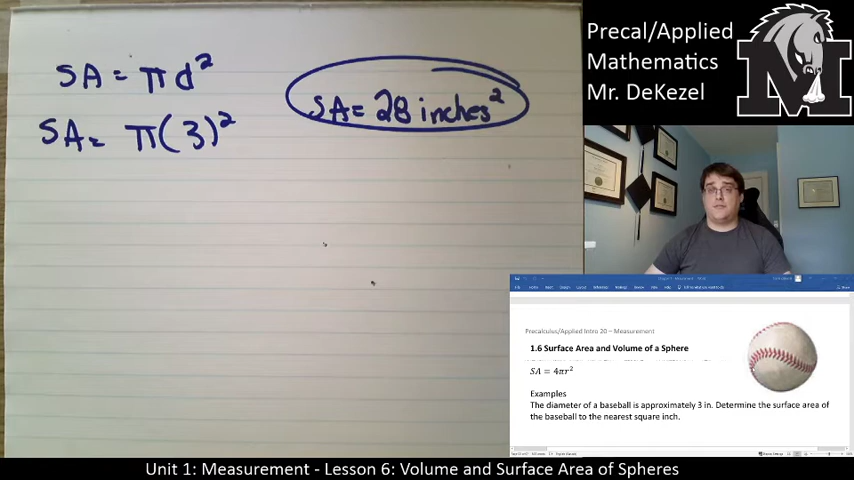 SA = πd²
SA = π(3)²
SA = 28 inches²
Precal/Applied
Mathematics
Mr. DeKezel
M
Precalculus/Applied Intro 20 – Measurement
1.6 Surface Area and Volume of a Sphere
SA = 4πr²
Examples
The diameter of a baseball is approximately 3 in. Determine the surface area of
the baseball to the nearest square inch.
Unit 1: Measurement - Lesson 6: Volume and Surface Area of Spheres